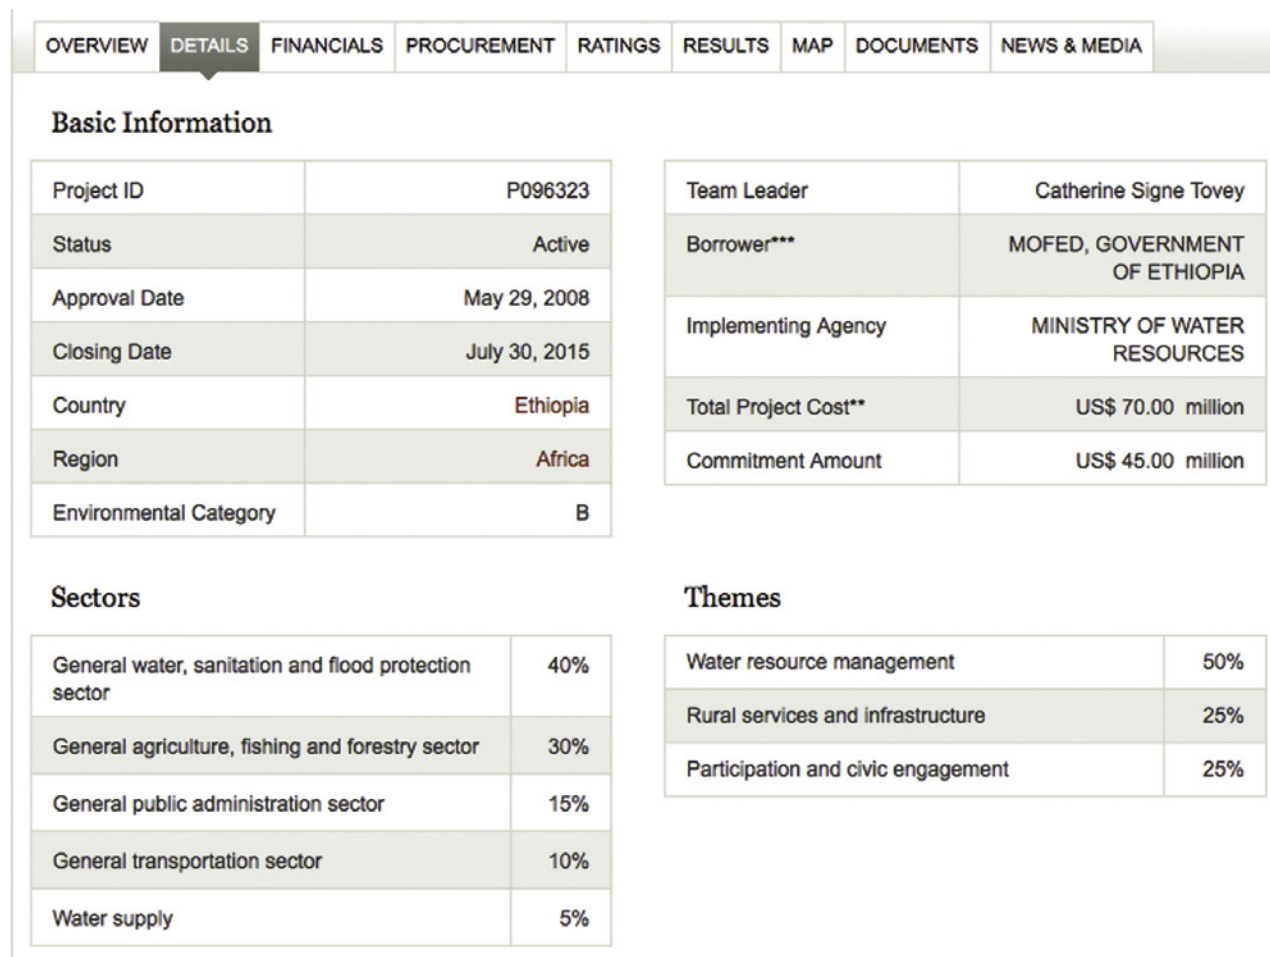 OVERVIEW DETAILS FINANCIALS PROCUREMENT RATINGS RESULTS MAP DOCUMENTS NEWS & MEDIA
Basic Information
Project ID P096323
Status Active
Approval Date May 29, 2008
Closing Date July 30, 2015
Country Ethiopia
Region Africa
Environmental Category B
Team Leader Catherine Signe Tovey
Borrower*** MOFED, GOVERNMENT
OF ETHIOPIA
Implementing Agency MINISTRY OF WATER
RESOURCES
Total Project Cost** US$ 70.00 million
Commitment Amount US$ 45.00 million
Sectors
General water, sanitation and flood protection 40%
sector
General agriculture, fishing and forestry sector 30%
General public administration sector 15%
General transportation sector 10%
Water supply 5%
Themes
Water resource management 50%
Rural services and infrastructure 25%
Participation and civic engagement 25%